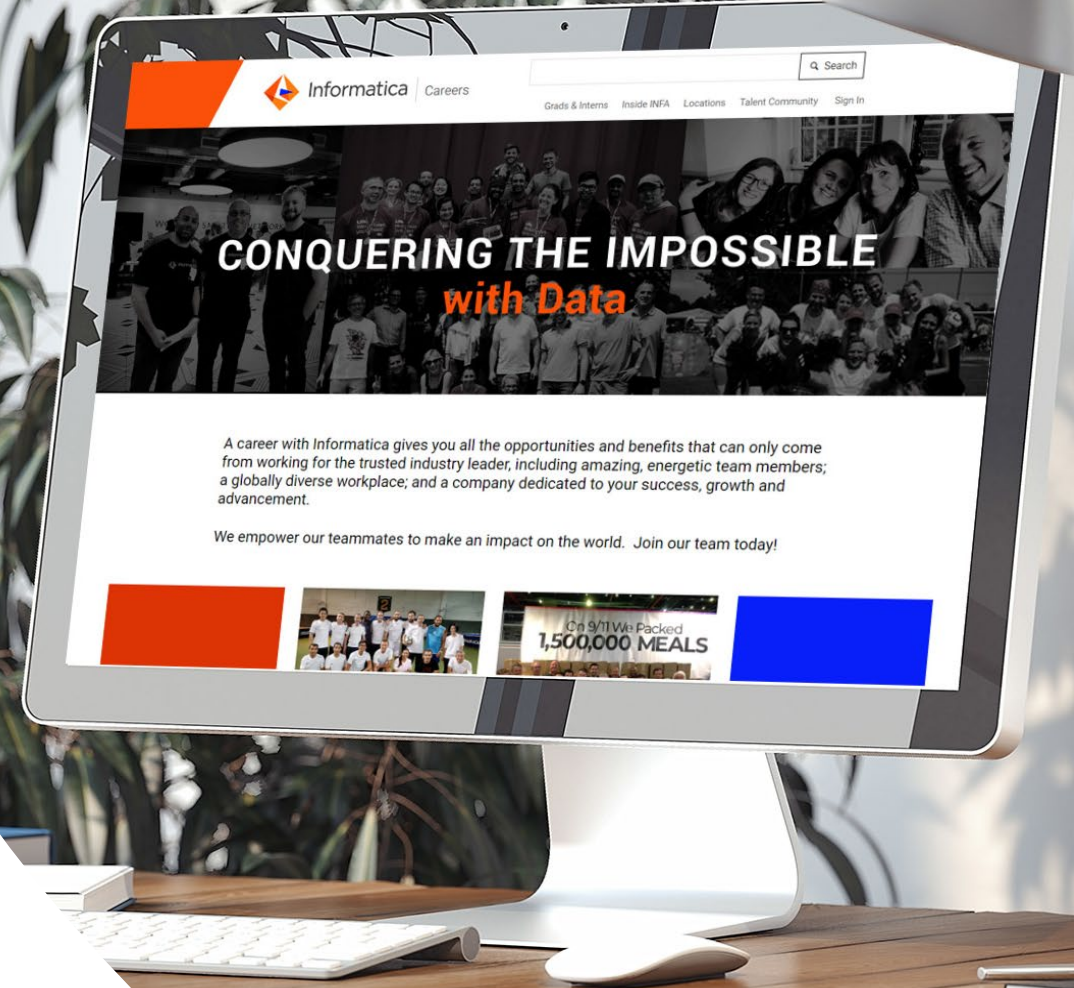 Informatica Careers
Search
Grads & Interns Inside INFA Locations Talent Community Sign In
CONQUERING THE IMPOSSIBLE
with Data
A career with Informatica gives you all the opportunities and benefits that can only come
from working for the trusted industry leader, including amazing, energetic team members;
a globally diverse workplace; and a company dedicated to your success, growth and
advancement.
We empower our teammates to make an impact on the world. Join our team today!
2
On 9/11 We Packed
1,500,000 MEALS